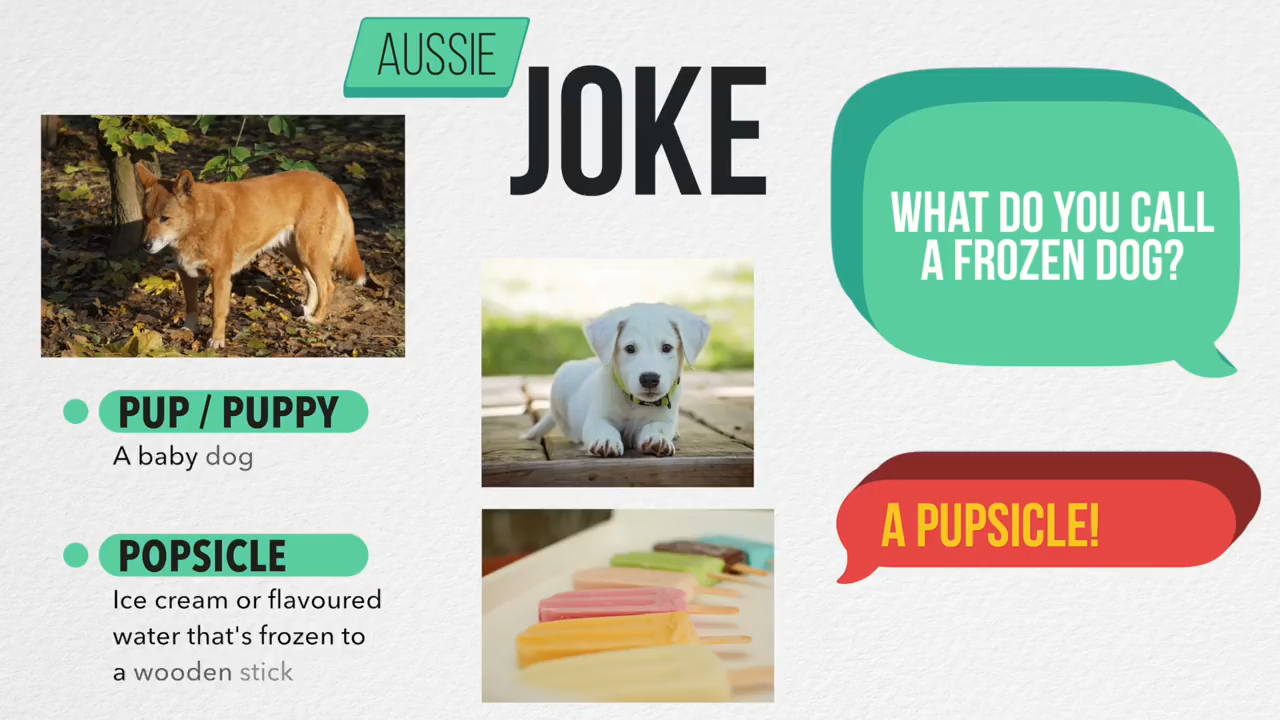 AUSSIE
JOKE
WHAT DO YOU CALL
A FROZEN DOG?
A PUPSICLE!
PUP / PUPPY
A baby dog
POPSICLE
Ice cream or flavoured
water that's frozen to
a wooden stick